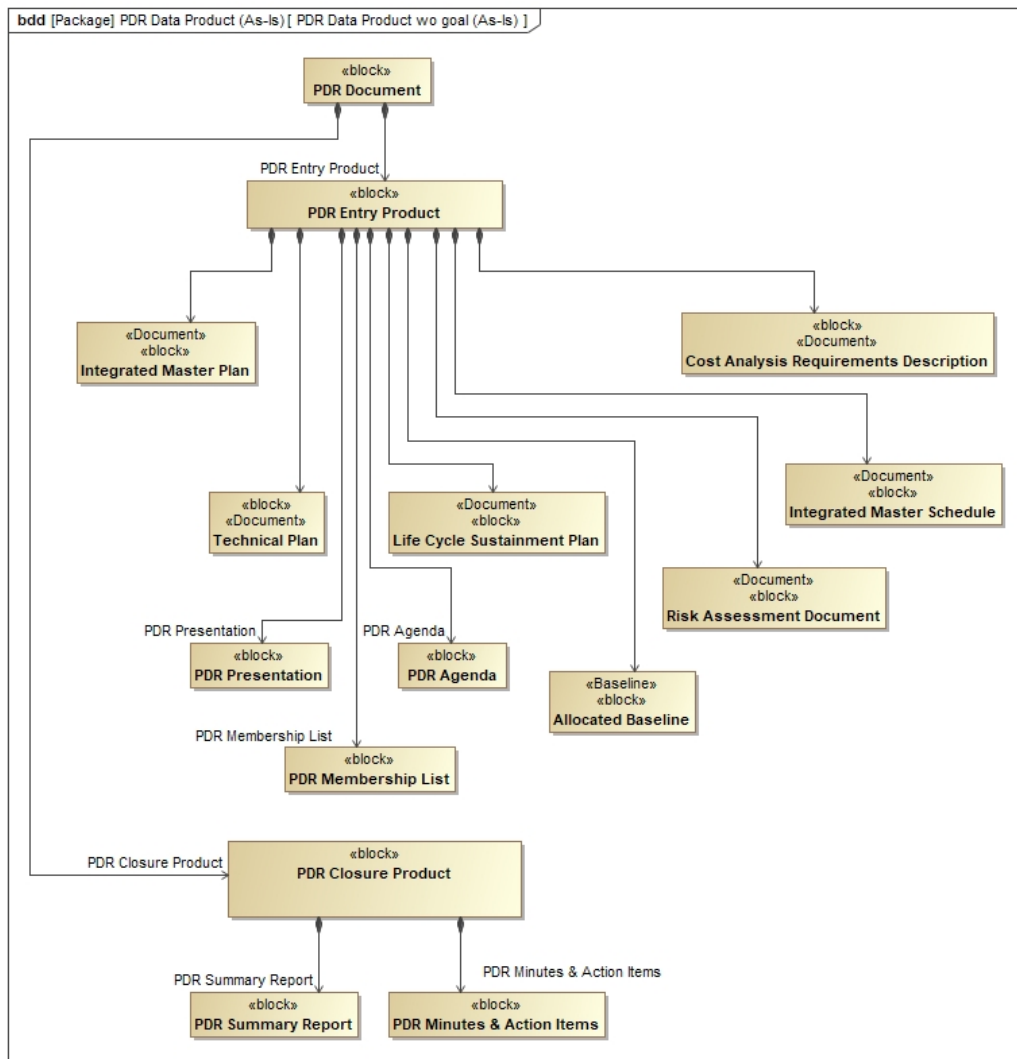 bdd [Package] PDR Data Product (As-Is) [ PDR Data Product wo goal (As-Is) ]
«block»
PDR Document
PDR Entry Product
«block»
PDR Entry Product
«Document»
«block»
Integrated Master Plan
«block»
«Document»
Cost Analysis Requirements Description
«block»
«Document»
Technical Plan
«Document»
«block»
Life Cycle Sustainment Plan
«Document»
«block»
Integrated Master Schedule
«Document»
«block»
Risk Assessment Document
PDR Presentation
«block»
PDR Presentation
PDR Agenda
«block»
PDR Agenda
«Baseline»
«block»
Allocated Baseline
PDR Membership List
«block»
PDR Membership List
PDR Closure Product
«block»
PDR Closure Product
PDR Summary Report
«block»
PDR Summary Report
PDR Minutes & Action Items
«block»
PDR Minutes & Action Items